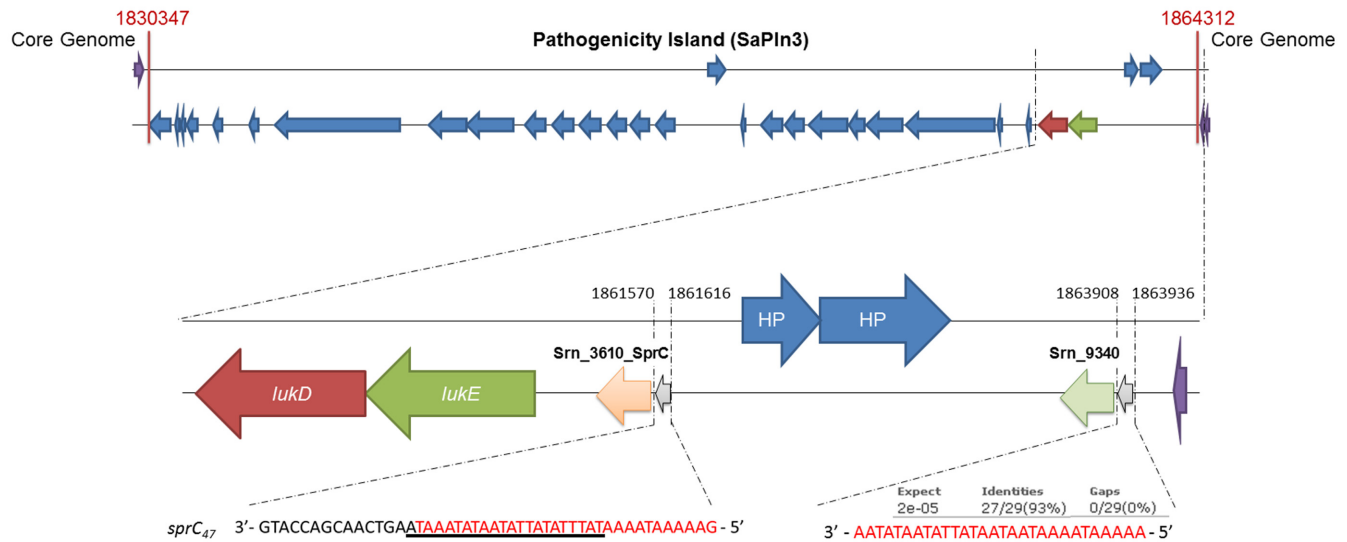 1830347
1864312
Core Genome
Pathogenicity Island (SaPIn3)
Core Genome
1861570
1861616
1863908
1863936
HP
HP
Srn_3610_SprC
Srn_9340
lukD
lukE
Expect Identities Gaps
2e-05 27/29(93%) 0/29(0%)
sprC47 3’- GTACCAGCAACTGAATAAATATAATATTATATTTATAAAATAAAAAG - 5’
3’ - AATATAATATTATAATAATAAAATAAAAA - 5’